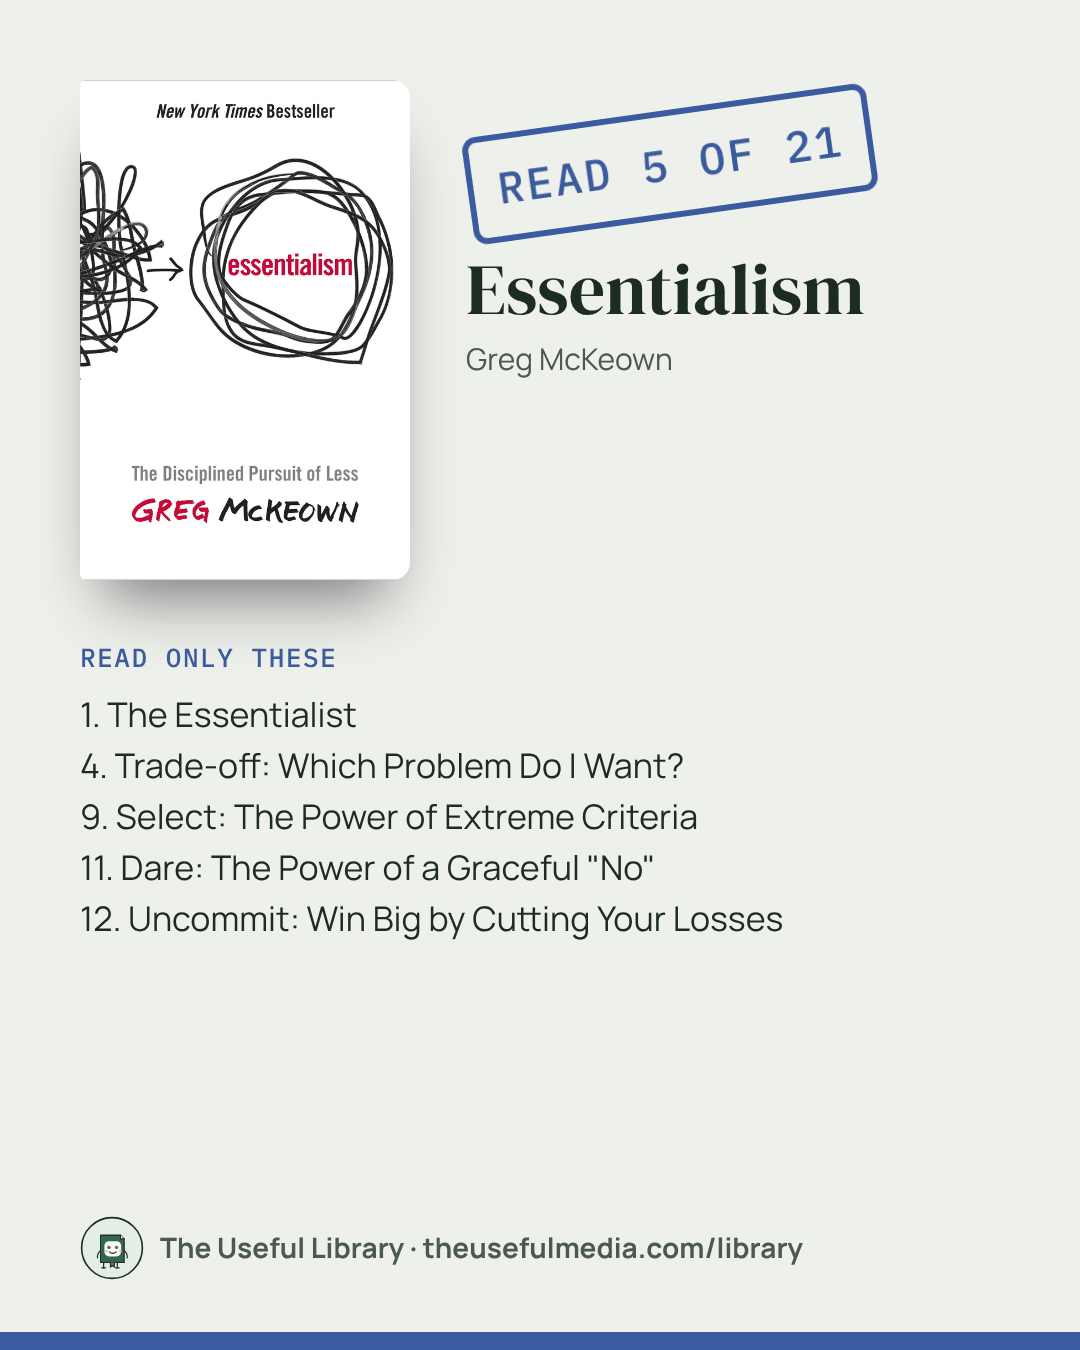 New York Times Bestseller
essentialism
The Disciplined Pursuit of Less
GREG McKEOWN
READ 5 OF 21
Essentialism
Greg McKeown
READ ONLY THESE
1. The Essentialist
4. Trade-off: Which Problem Do I Want?
9. Select: The Power of Extreme Criteria
11. Dare: The Power of a Graceful "No"
12. Uncommit: Win Big by Cutting Your Losses
The Useful Library · theusefulmedia.com/library